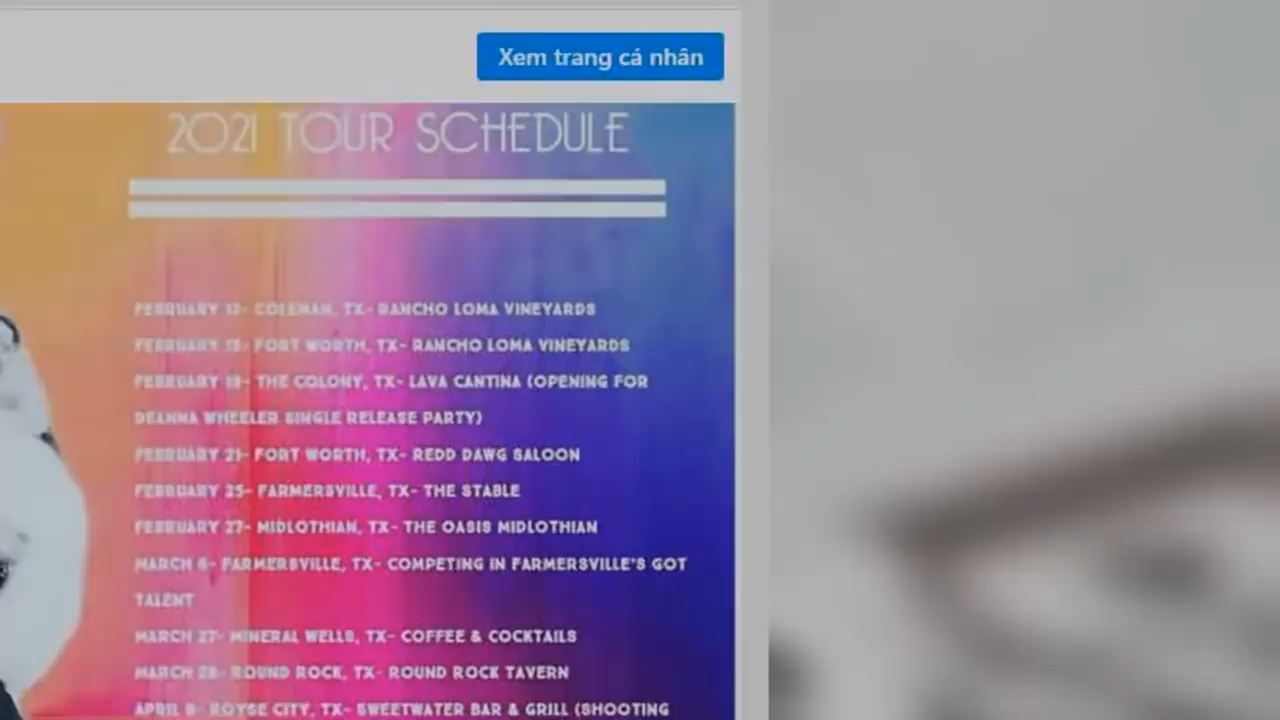 Xem trang cá nhân
2021 TOUR SCHEDULE
FEBRUARY 12- COLEMAN, TX- RANCHO LOMA VINEYARDS
FEBRUARY 13- FORT WORTH, TX- RANCHO LOMA VINEYARDS
FEBRUARY 19- THE COLONY, TX- LAVA CANTINA (OPENING FOR
DEANNA WHEELER SINGLE RELEASE PARTY)
FEBRUARY 21- FORT WORTH, TX- REDD DAWG SALOON
FEBRUARY 25- FARMERSVILLE, TX- THE STABLE
FEBRUARY 27- MIDLOTHIAN, TX- THE OASIS MIDLOTHIAN
MARCH 6- FARMERSVILLE, TX- COMPETING IN FARMERSVILLE'S GOT
TALENT
MARCH 27- MINERAL WELLS, TX- COFFEE & COCKTAILS
MARCH 28- ROUND ROCK, TX- ROUND ROCK TAVERN
APRIL ROYSE CITY, TX- SWEETWATER BAR & GRILL (SHOOTING